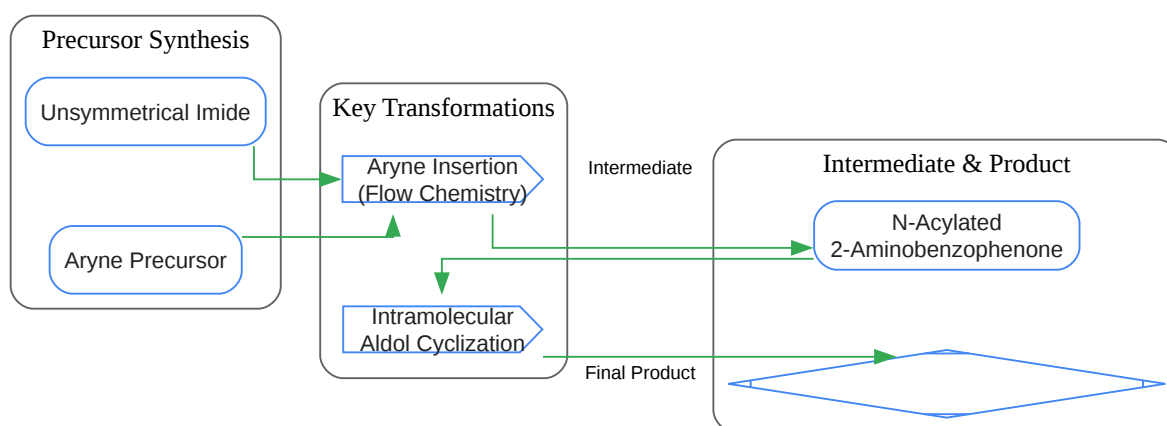 Precursor Synthesis
Unsymmetrical Imide
Aryne Precursor
Key Transformations
Aryne Insertion
(Flow Chemistry)
Intramolecular
Aldol Cyclization
Intermediate
Final Product
Intermediate & Product
N-Acylated
2-Aminobenzophenone